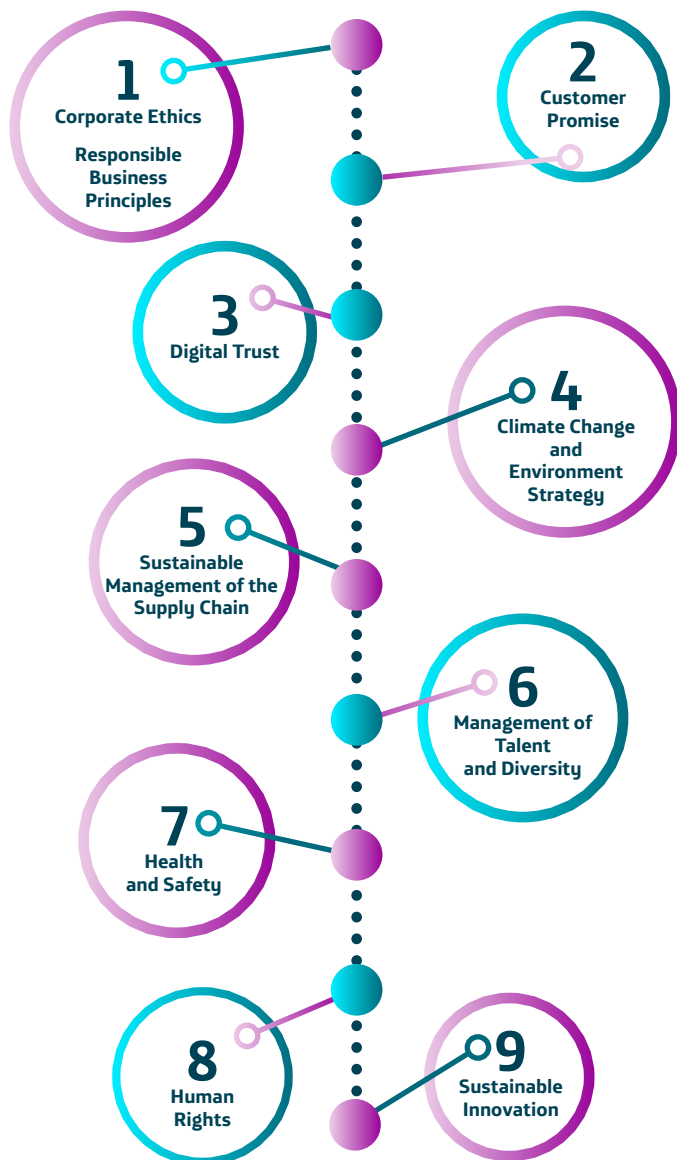 1
Corporate Ethics
Responsible
Business
Principles
2
Customer
Promise
3
Digital Trust
4
Climate Change
and
Environment
Strategy
5
Sustainable
Management of the
Supply Chain
6
Management of
Talent
and Diversity
7
Health
and Safety
8
Human
Rights
9
Sustainable
Innovation